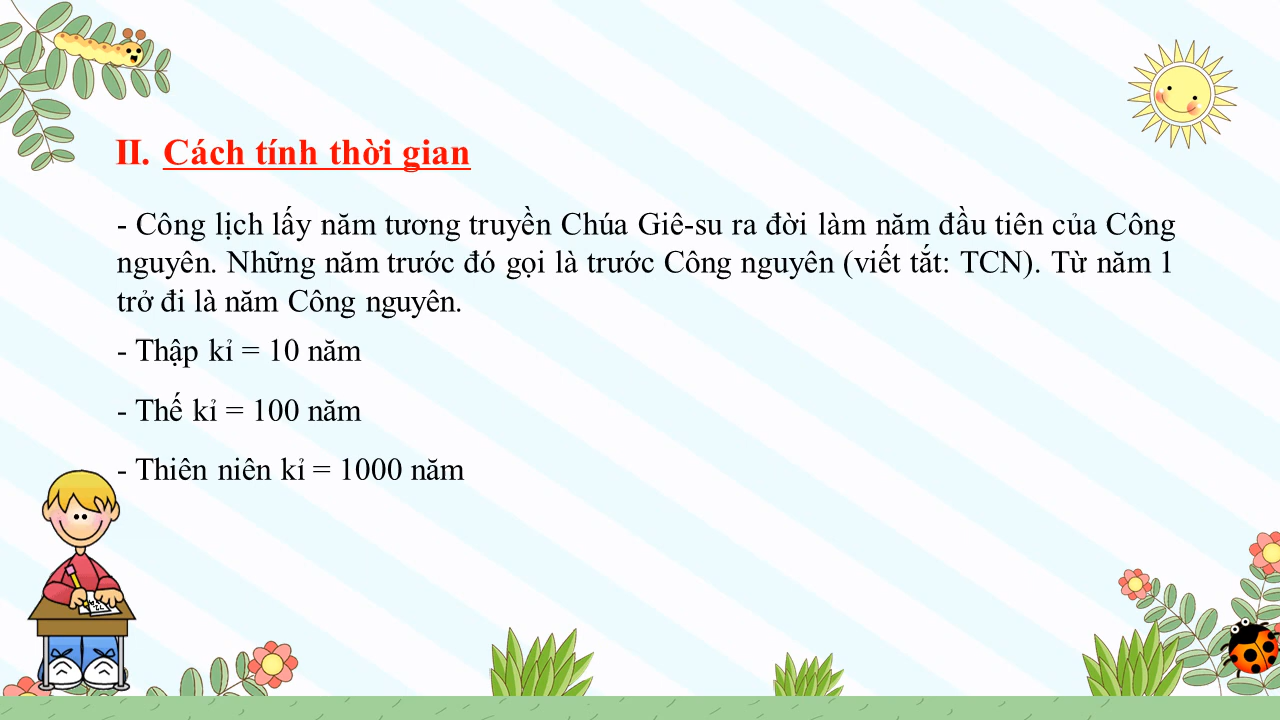 II. Cách tính thời gian
- Công lịch lấy năm tương truyền Chúa Giê-su ra đời làm năm đầu tiên của Công
nguyên. Những năm trước đó gọi là trước Công nguyên (viết tắt: TCN). Từ năm 1
trở đi là năm Công nguyên.
- Thập kỉ = 10 năm
- Thế kỉ = 100 năm
- Thiên niên kỉ = 1000 năm